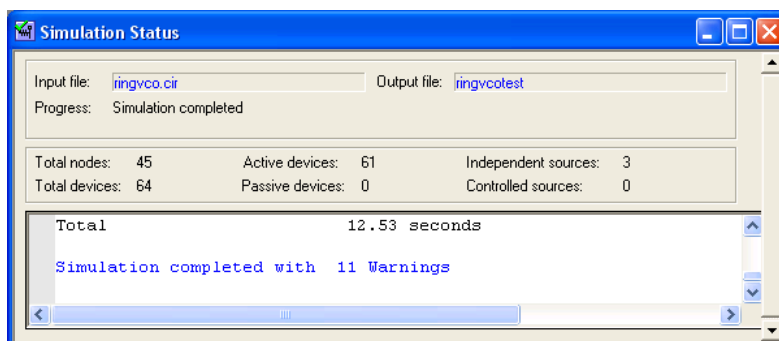 Simulation Status
Input file: ringvco.cir Output file: ringvcotest
Progress: Simulation completed
Total nodes: 45 Active devices: 61 Independent sources: 3
Total devices: 64 Passive devices: 0 Controlled sources: 0
Total 12.53 seconds
Simulation completed with 11 Warnings